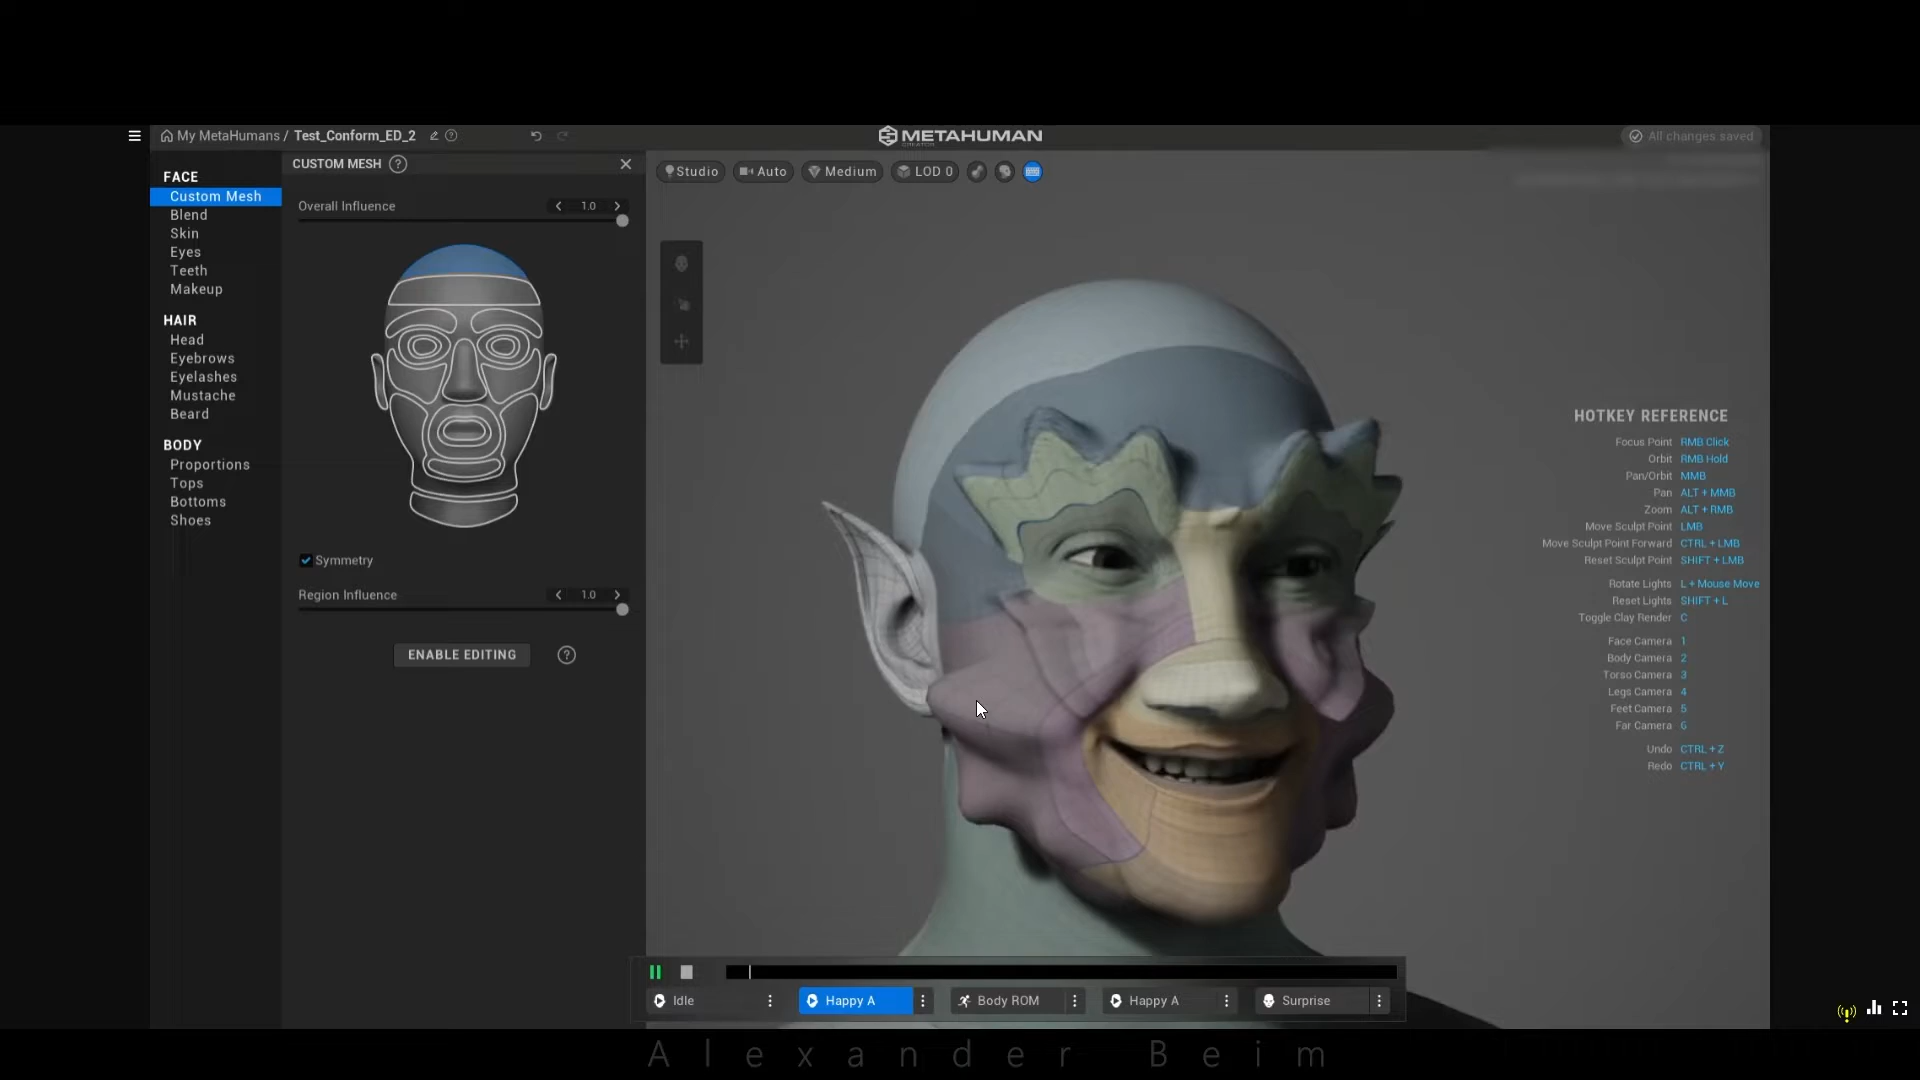 My MetaHumans / Test_Conform_ED_2
METAHUMAN
CREATOR
All changes saved
FACE
Custom Mesh
Blend
Skin
Eyes
Teeth
Makeup
HAIR
Head
Eyebrows
Eyelashes
Mustache
Beard
BODY
Proportions
Tops
Bottoms
Shoes
CUSTOM MESH
Overall Influence 1.0
Symmetry
Region Influence 1.0
ENABLE EDITING
Studio Auto Medium LOD 0
HOTKEY REFERENCE
Focus Point RMB Click
Orbit RMB Hold
Pan/Orbit MMB
Pan ALT + MMB
Zoom ALT + RMB
Move Sculpt Point LMB
Move Sculpt Point Forward CTRL + LMB
Reset Sculpt Point SHIFT + LMB
Rotate Lights L + Mouse Move
Reset Lights SHIFT + L
Toggle Clay Render C
Face Camera 1
Body Camera 2
Torso Camera 3
Legs Camera 4
Feet Camera 5
Far Camera 6
Undo CTRL + Z
Redo CTRL + Y
Idle Happy A Body ROM Happy A Surprise
Alexander Beim